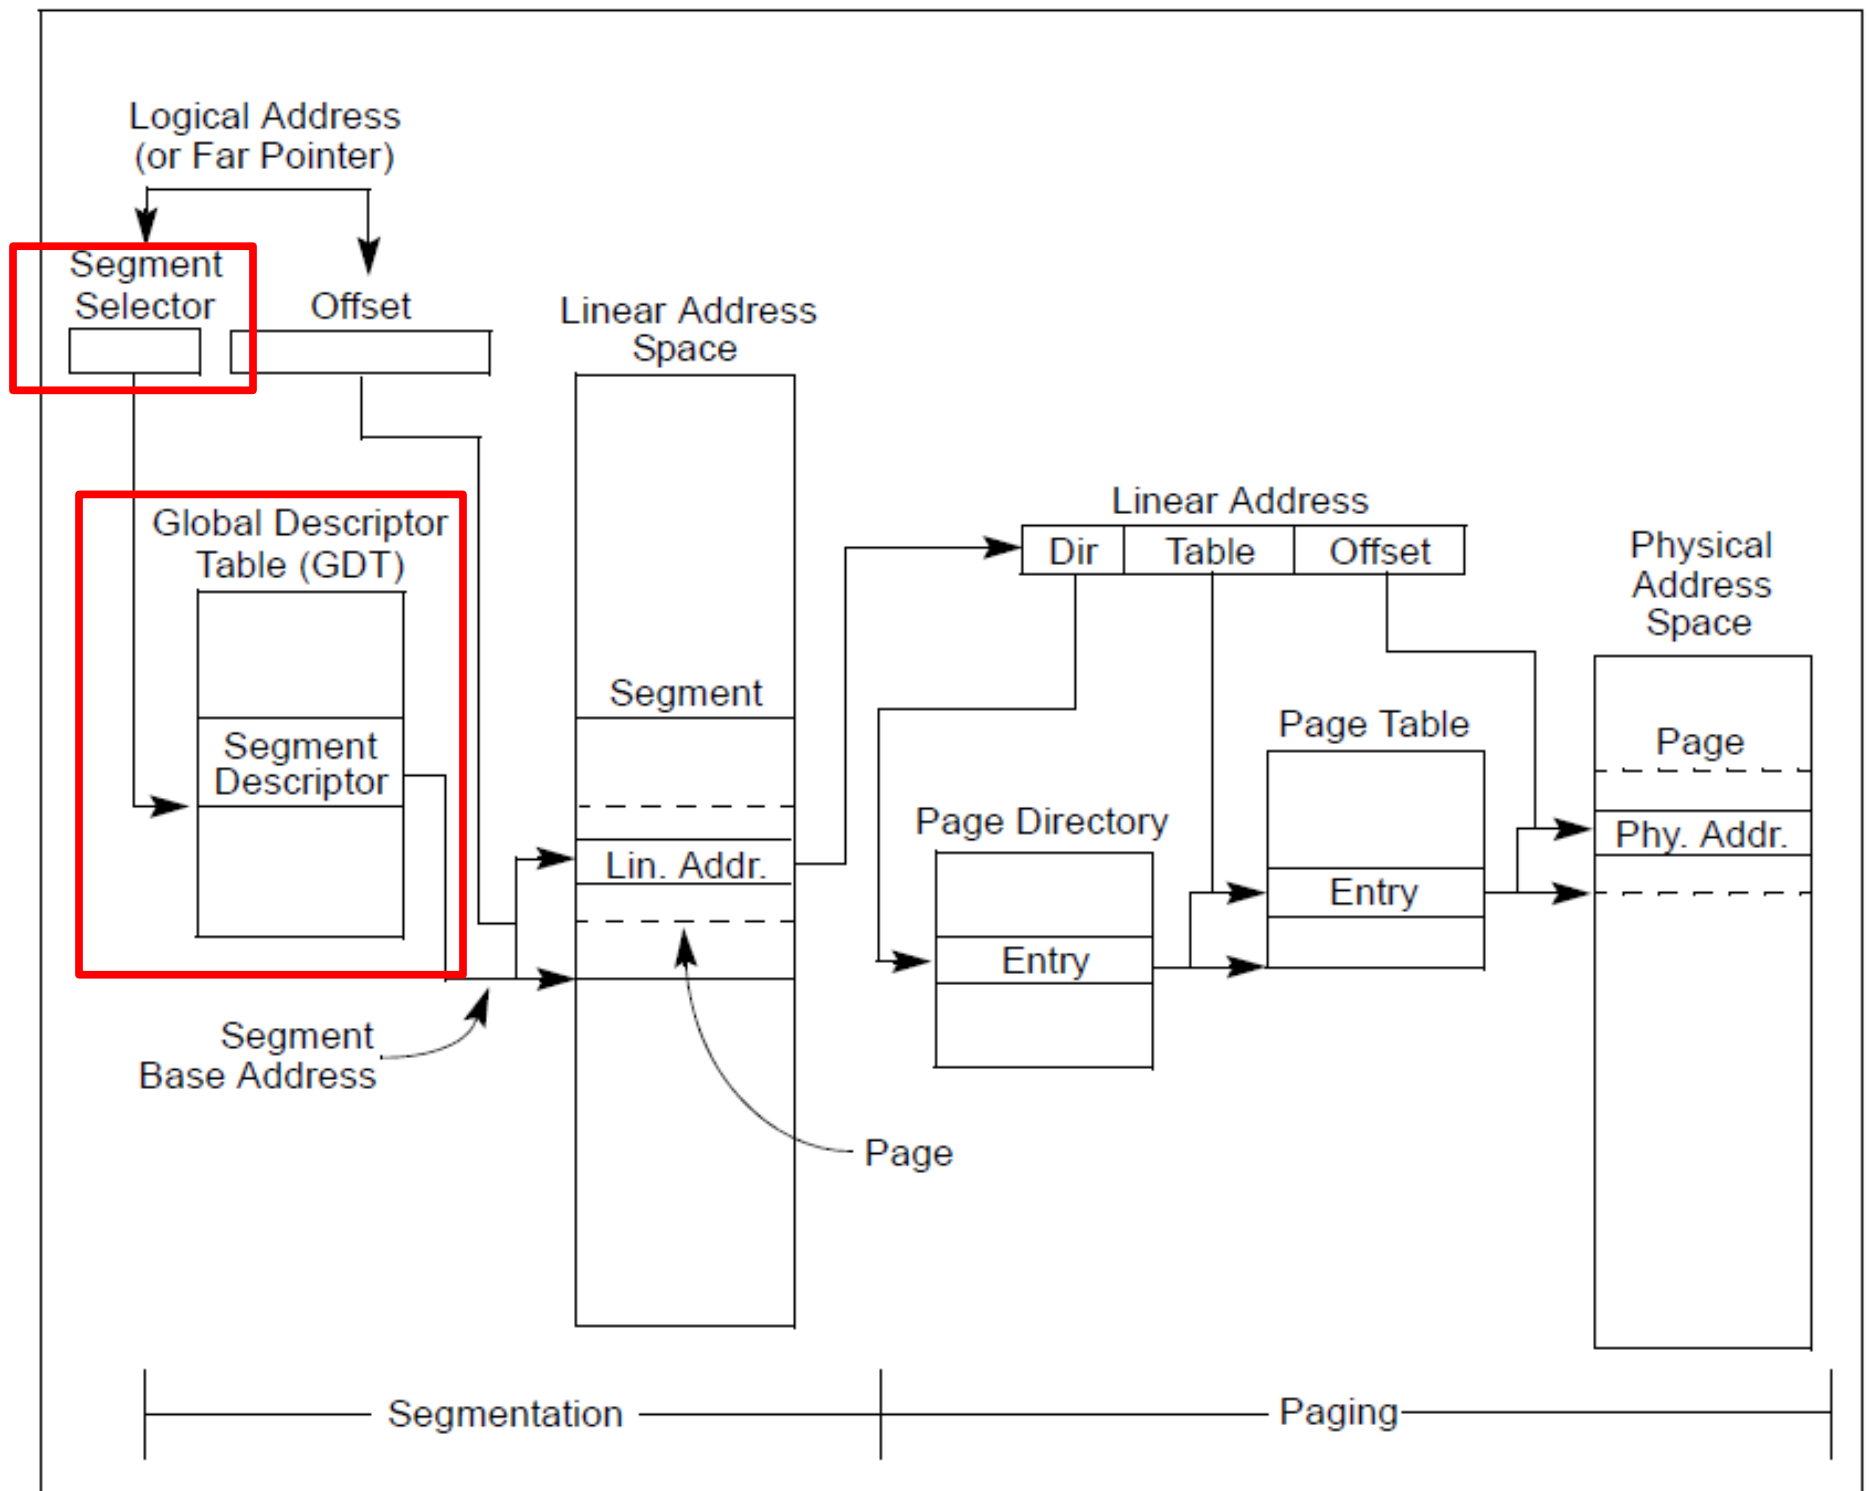 Logical Address
(or Far Pointer)
Segment
Selector
Offset
Linear Address
Space
Global Descriptor
Table (GDT)
Segment
Descriptor
Segment
Base Address
Segment
Lin. Addr.
Page
Linear Address
Dir
Table
Offset
Page Directory
Entry
Page Table
Entry
Physical
Address
Space
Page
Phy. Addr.
Segmentation
Paging